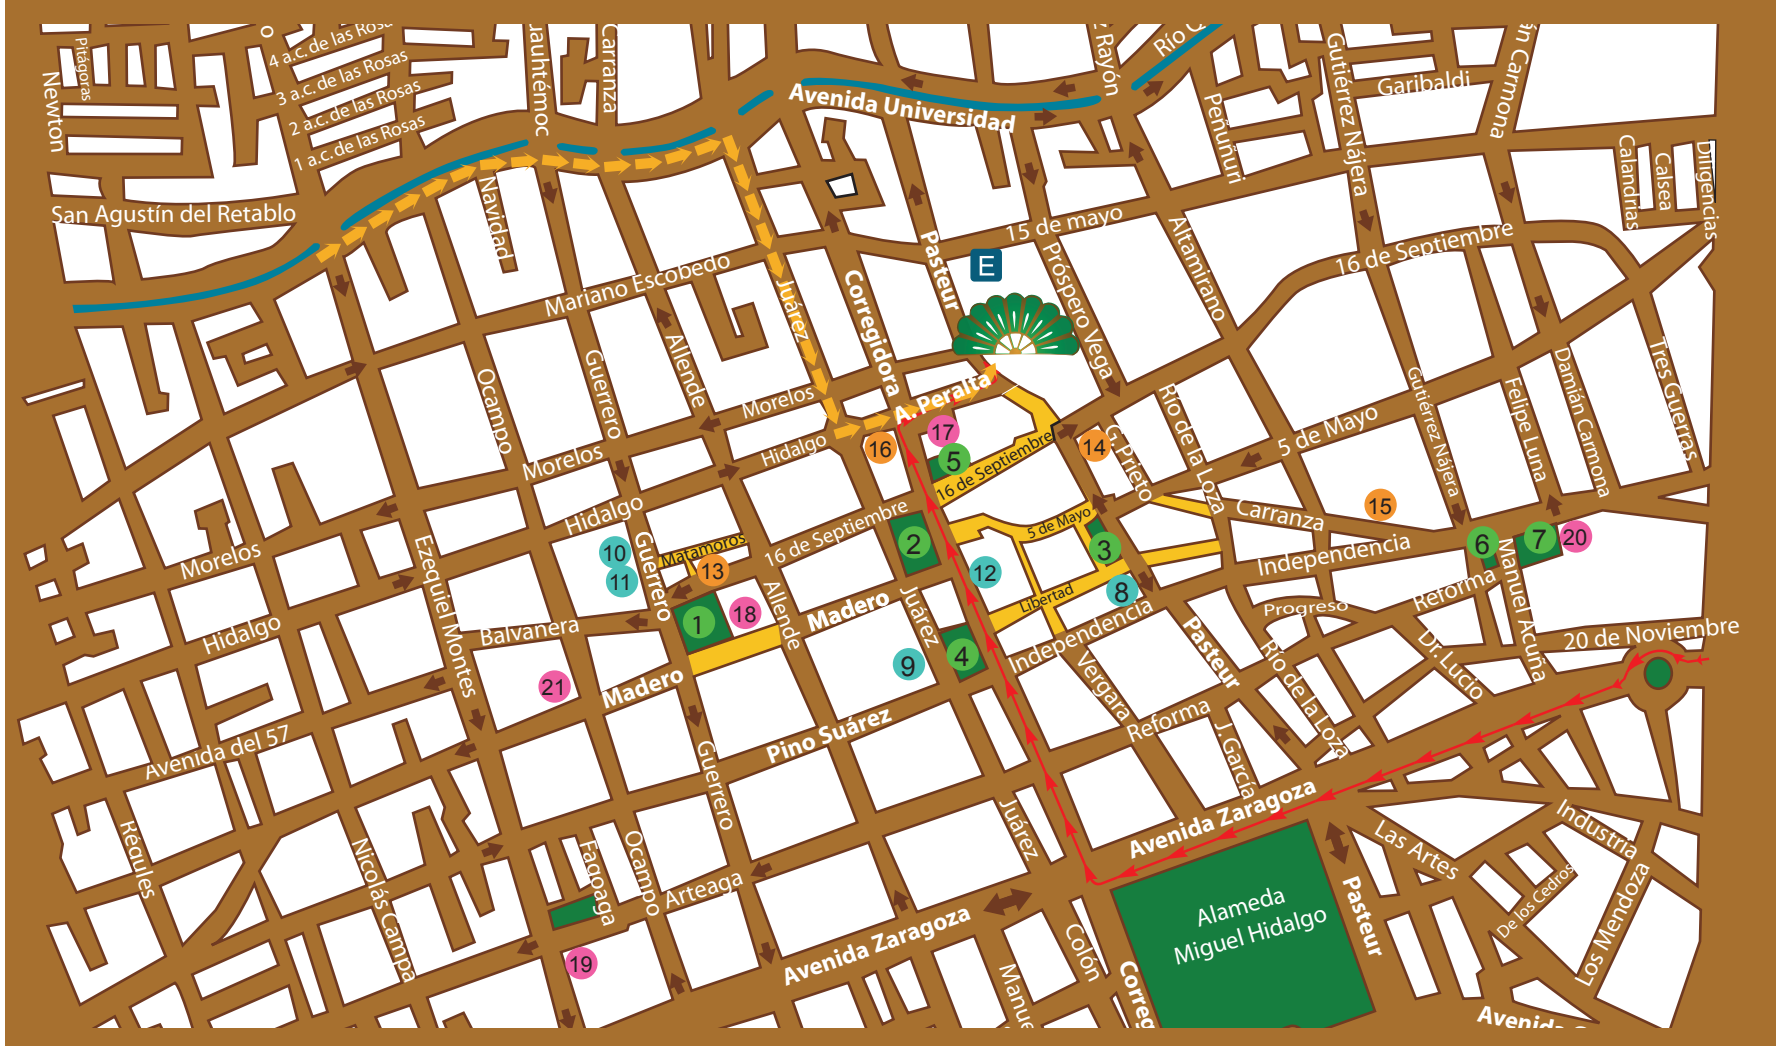 Pitágoras
Newton
4 a.c. de las Rosas
3 a.c. de las Rosas
2 a.c. de las Rosas
1 a.c. de las Rosas
Carranza
Avenida Universidad
Rayón
Gutiérrez Nájera
Garibaldi
Peñuñuri
Calandrias
Calsea
Diligencias
San Agustín del Retablo
Navidad
15 de mayo
Altamirano
16 de Septiembre
Pasteur
E
Próspero Vega
Mariano Escobedo
Juárez
Corregidora
Allende
Guerrero
Ocampo
Morelos
A. Peralta
Río de la Loza
Gutiérrez Nájera
Felipe Luna
Damián Carmona
Tres Guerras
5 de Mayo
G. Prieto
Hidalgo
Morelos
16
17
5
14
15
16 de Septiembre
Hidalgo
Carranza
16 de Septiembre
5 de Mayo
Guerrero
Matamoros
10
11
13
2
12
3
6
7
20
Independencia
Morelos
Ezequiel Montes
8
Libertad
Progreso
Reforma
Manuel Acuña
Hidalgo
Balvanera
1
18
Allende
Madero
Juárez
4
9
Independencia
Pasteur
20 de Noviembre
Dr. Lucio
Río de la Loza
Vergara
21
Madero
Reforma
J. García
Avenida del 57
Pino Suárez
Guerrero
Avenida Zaragoza
Juárez
Régules
Nicolás Campa
Fagoaga
Ocampo
Arteaga
Las Artes
Industria
De los Cedros
Los Mendoza
Alameda
Miguel Hidalgo
Pasteur
Avenida Zaragoza
Colón
19